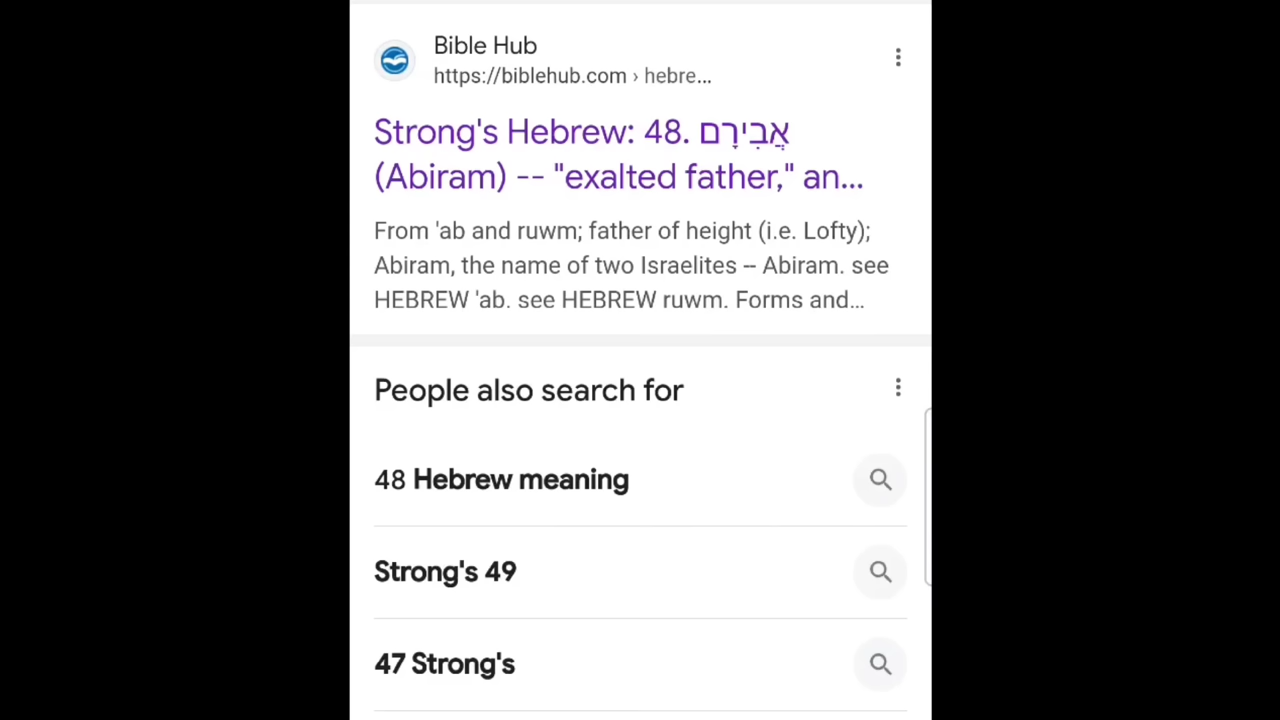 Bible Hub
https://biblehub.com › hebre...
Strong's Hebrew: 48. אֲבִירָם
(Abiram) -- "exalted father," an...
From 'ab and ruwm; father of height (i.e. Lofty);
Abiram, the name of two Israelites -- Abiram. see
HEBREW 'ab. see HEBREW ruwm. Forms and...
People also search for
48 Hebrew meaning
Strong's 49
47 Strong's